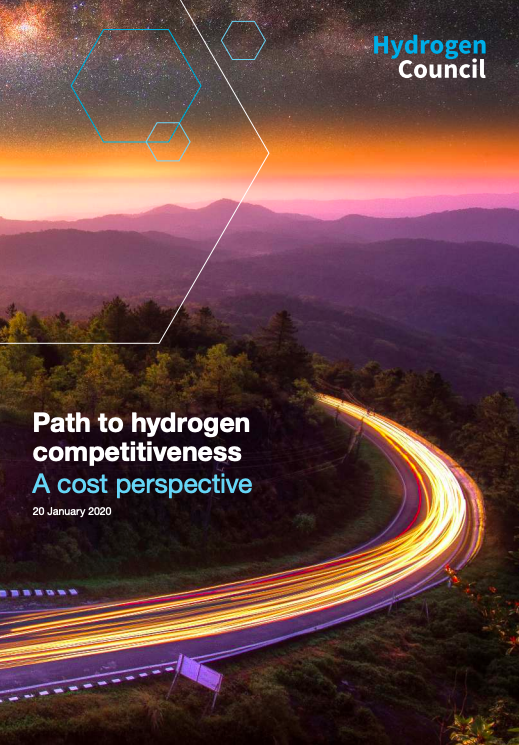 Hydrogen
Council
Path to hydrogen
competitiveness
A cost perspective
20 January 2020